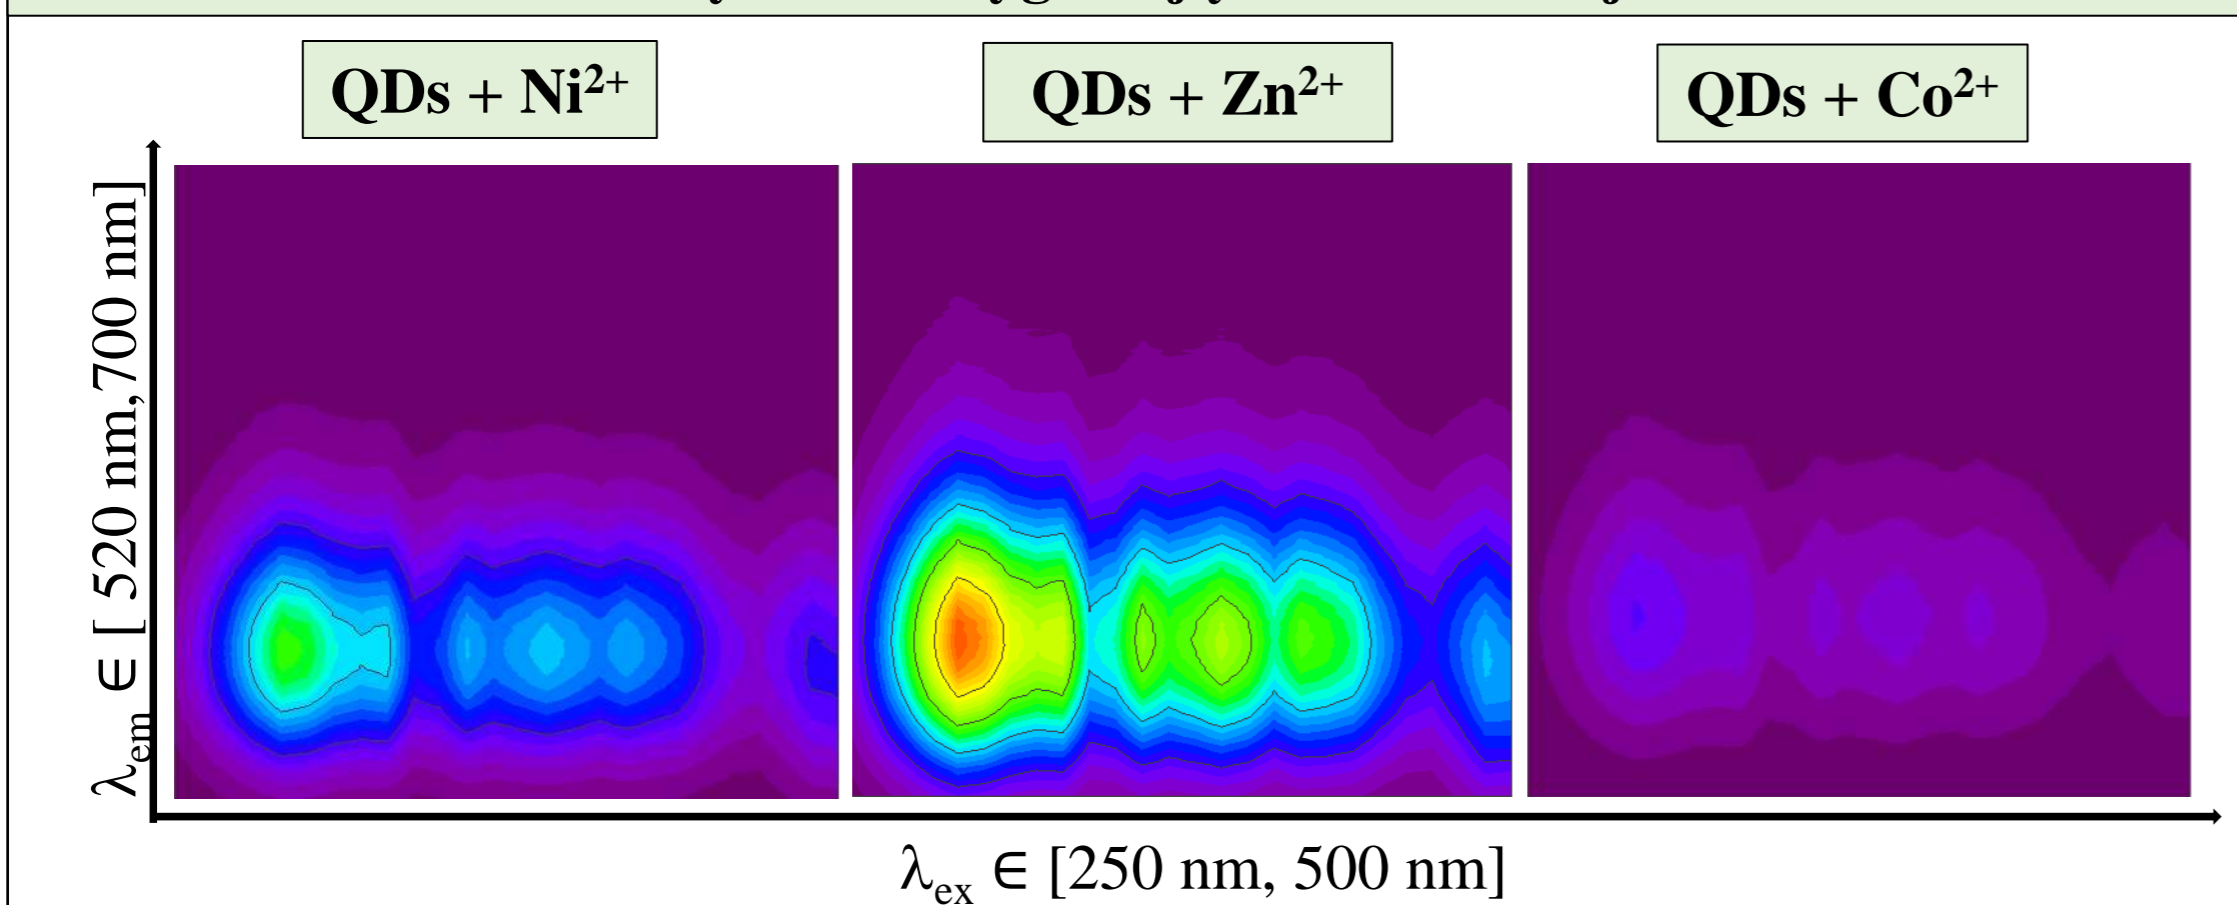 QDs + Ni²⁺
QDs + Zn²⁺
QDs + Co²⁺
λₑₘ ∈ [ 520 nm,700 nm]
λₑₓ ∈ [250 nm, 500 nm]